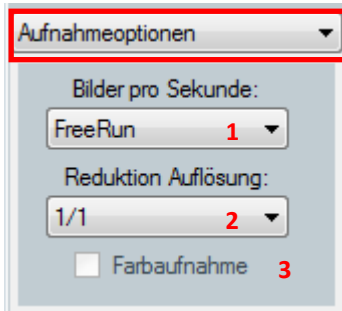 Aufnahmeoptionen
Bilder pro Sekunde:
FreeRun 1
Reduktion Auflösung:
1/1 2
Farbaufnahme 3